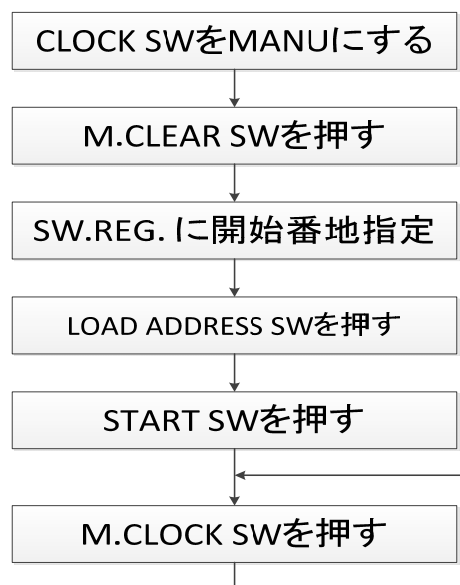 CLOCK SWをMANUにする
M.CLEAR SWを押す
SW.REG. に開始番地指定
LOAD ADDRESS SWを押す
START SWを押す
M.CLOCK SWを押す